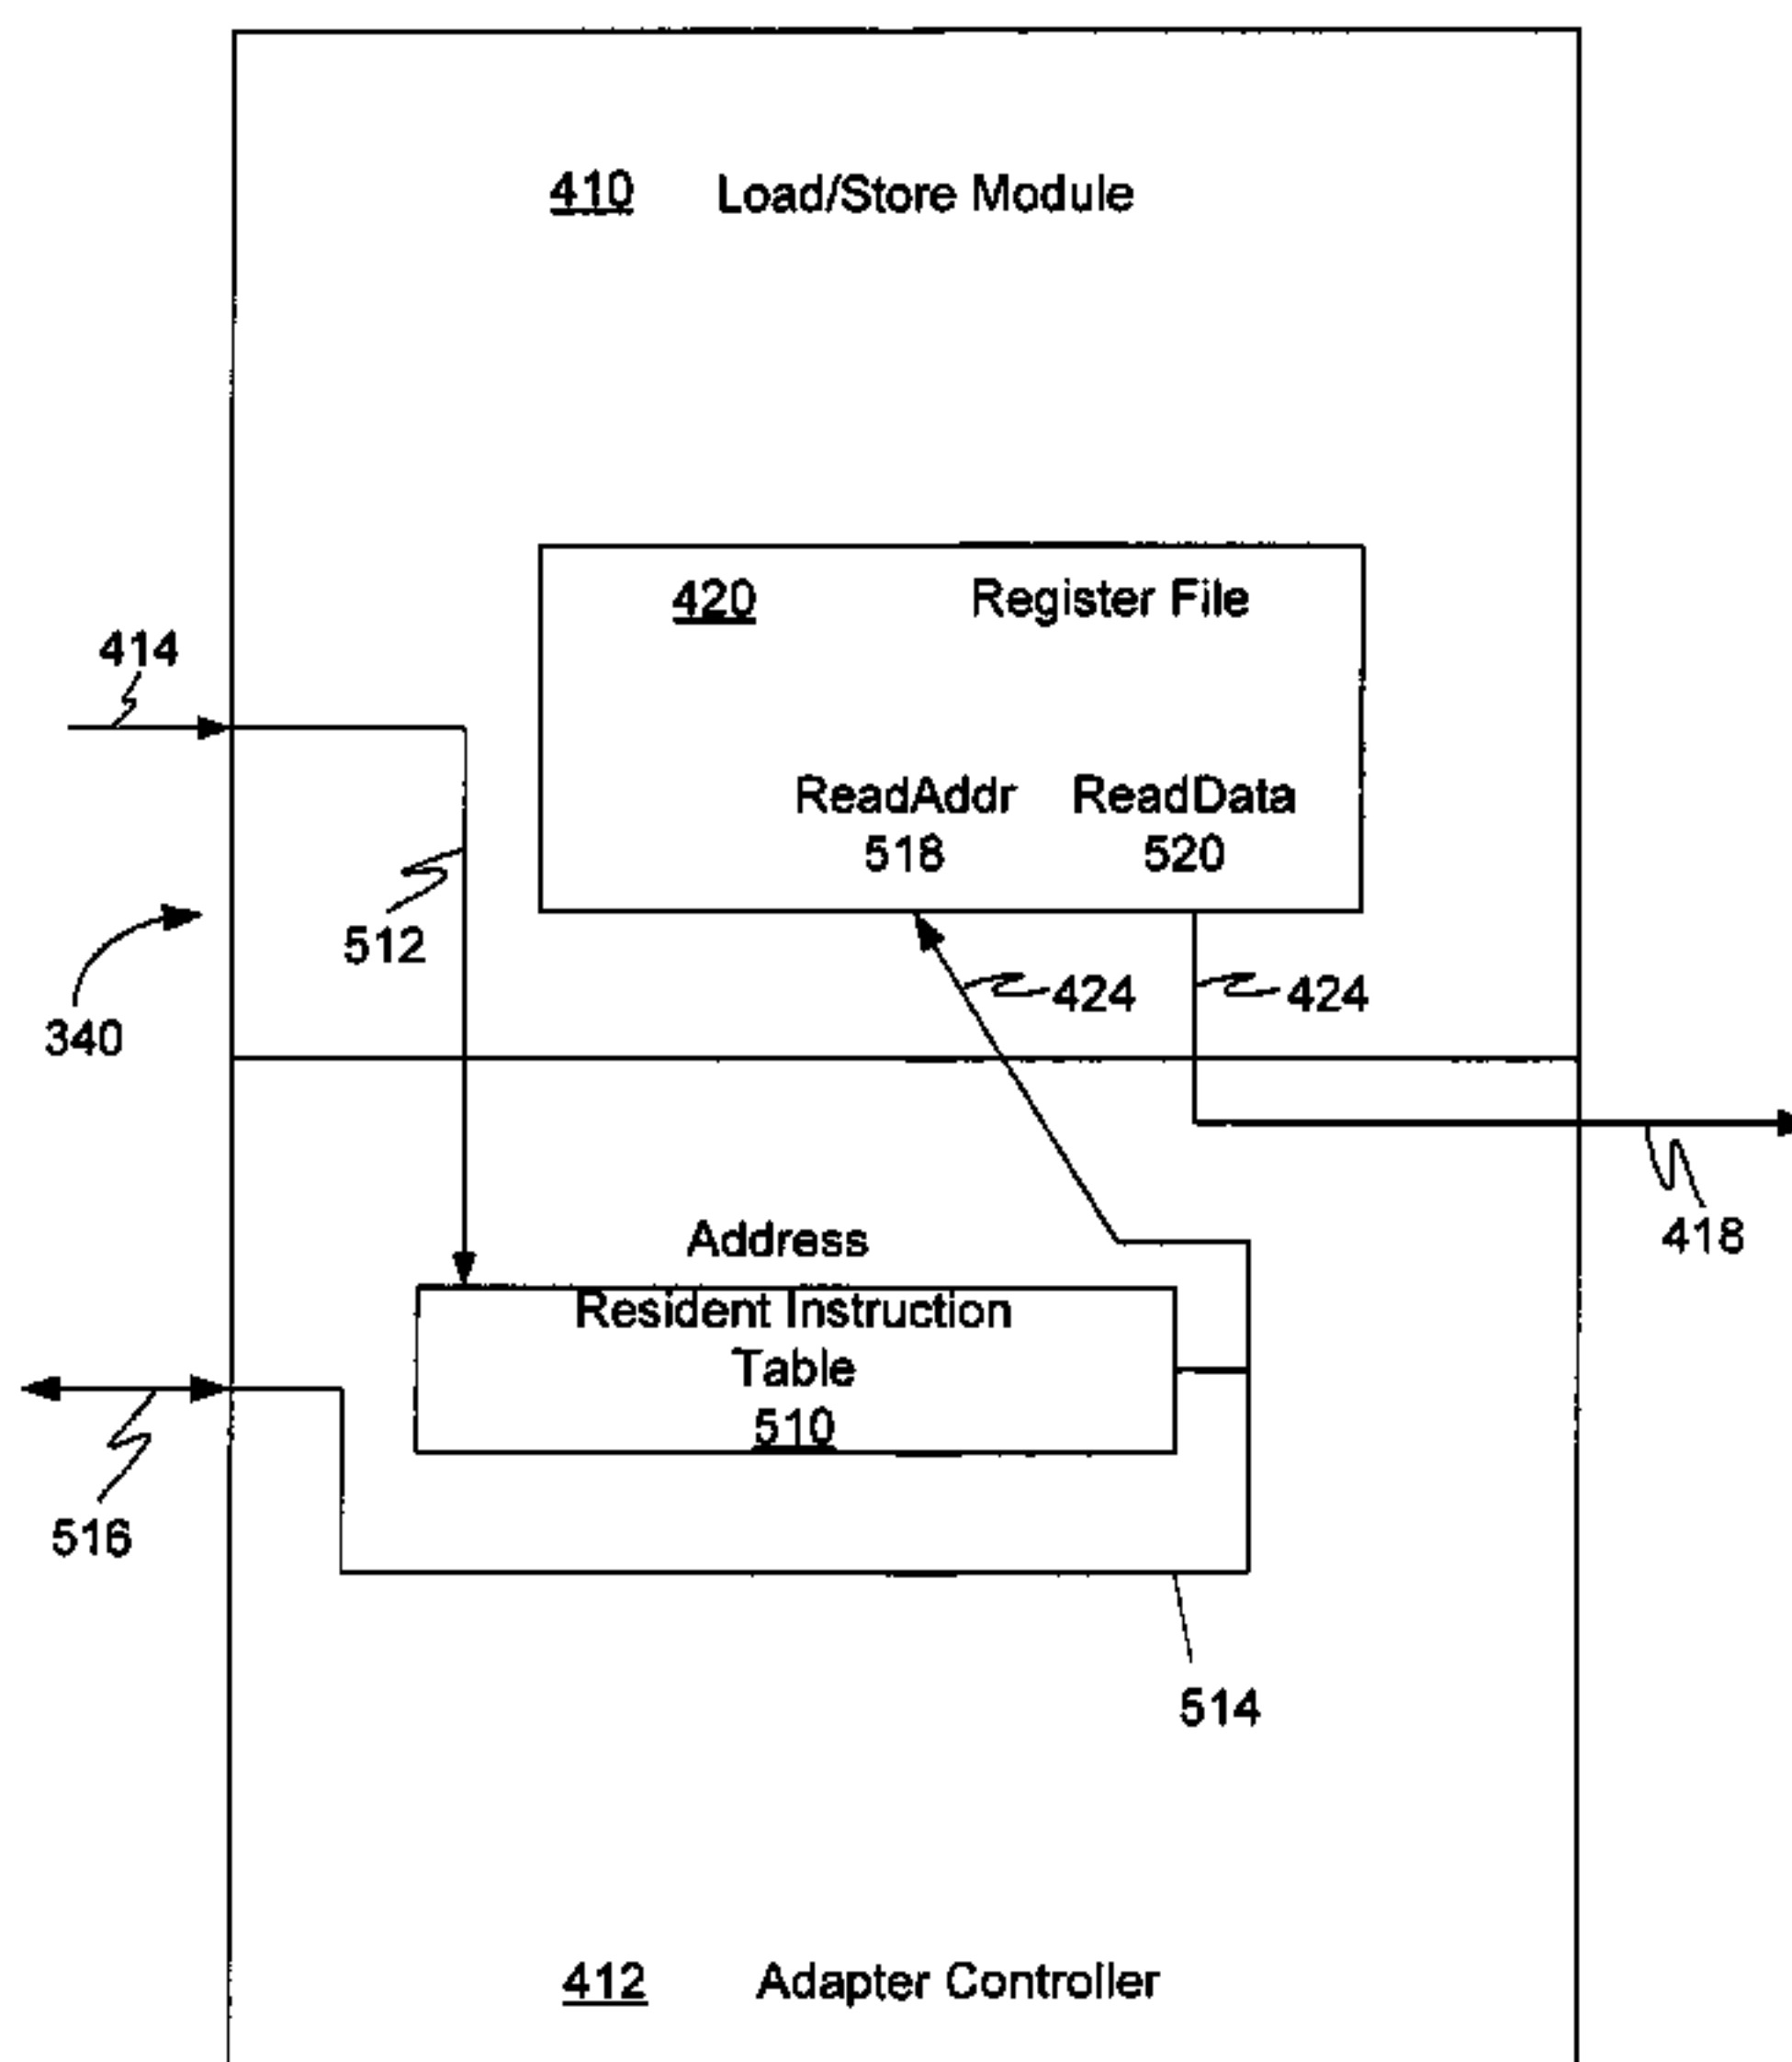 410 Load/Store Module
420 Register File
414
ReadAddr ReadData
518 520
512
424 424
340
418
Address
Resident Instruction
Table
510
516
514
412 Adapter Controller